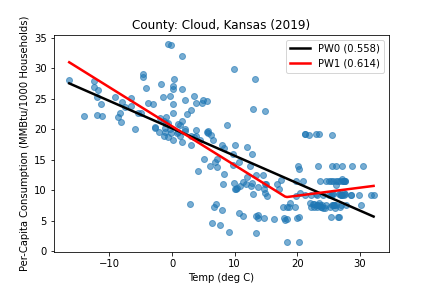 County: Cloud, Kansas (2019)
PW0 (0.558)
PW1 (0.614)
Per-Capita Consumption (MMBtu/1000 Households)
35
30
25
20
15
10
5
0
−10 0 10 20 30
Temp (deg C)